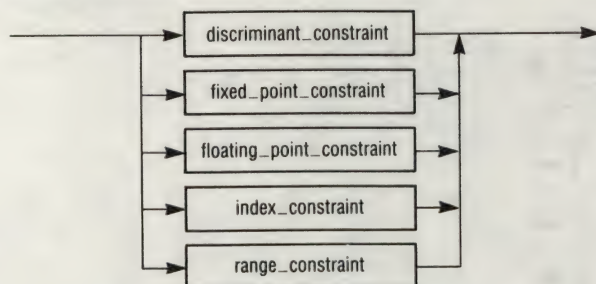 discriminant_constraint
fixed_point_constraint
floating_point_constraint
index_constraint
range_constraint